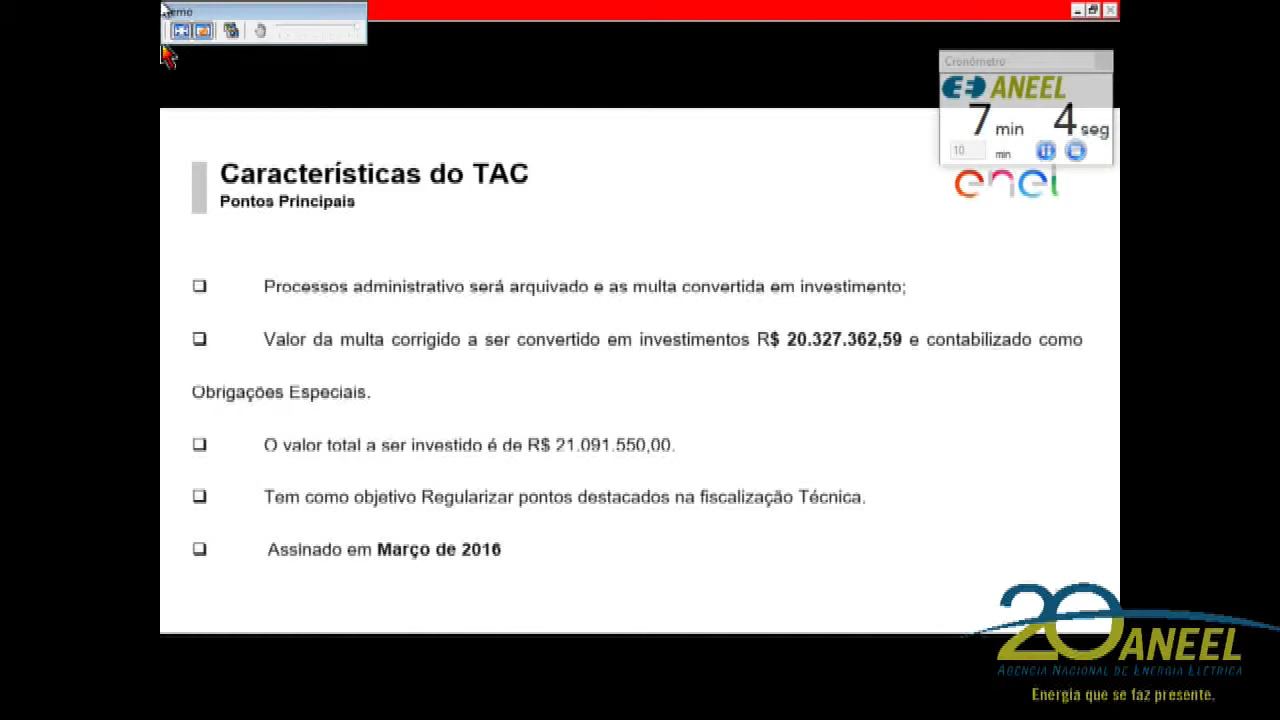 emo
Cronômetro
ANEEL
7 min 4 seg
10 min
enel
Características do TAC
Pontos Principais
❑ Processos administrativo será arquivado e as multa convertida em investimento;
❑ Valor da multa corrigido a ser convertido em investimentos R$ 20.327.362,59 e contabilizado como
Obrigações Especiais.
❑ O valor total a ser investido é de R$ 21.091.550,00.
❑ Tem como objetivo Regularizar pontos destacados na fiscalização Técnica.
❑ Assinado em Março de 2016
20 ANEEL
AGÊNCIA NACIONAL DE ENERGIA ELÉTRICA
Energia que se faz presente.